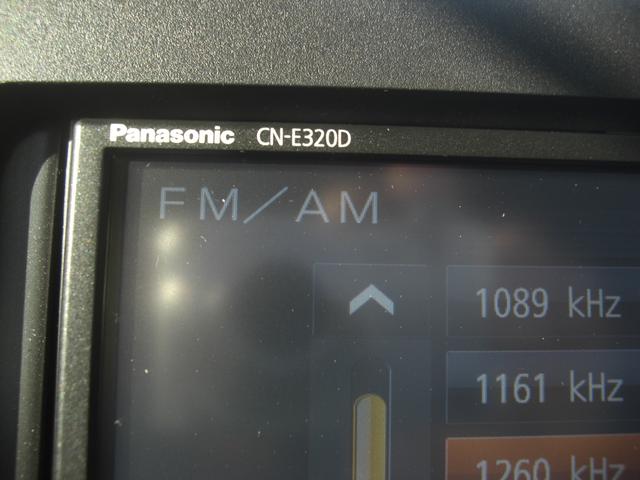 Panasonic CN-E320D
FM/AM
1089 kHz
1161 kHz
1260 kHz